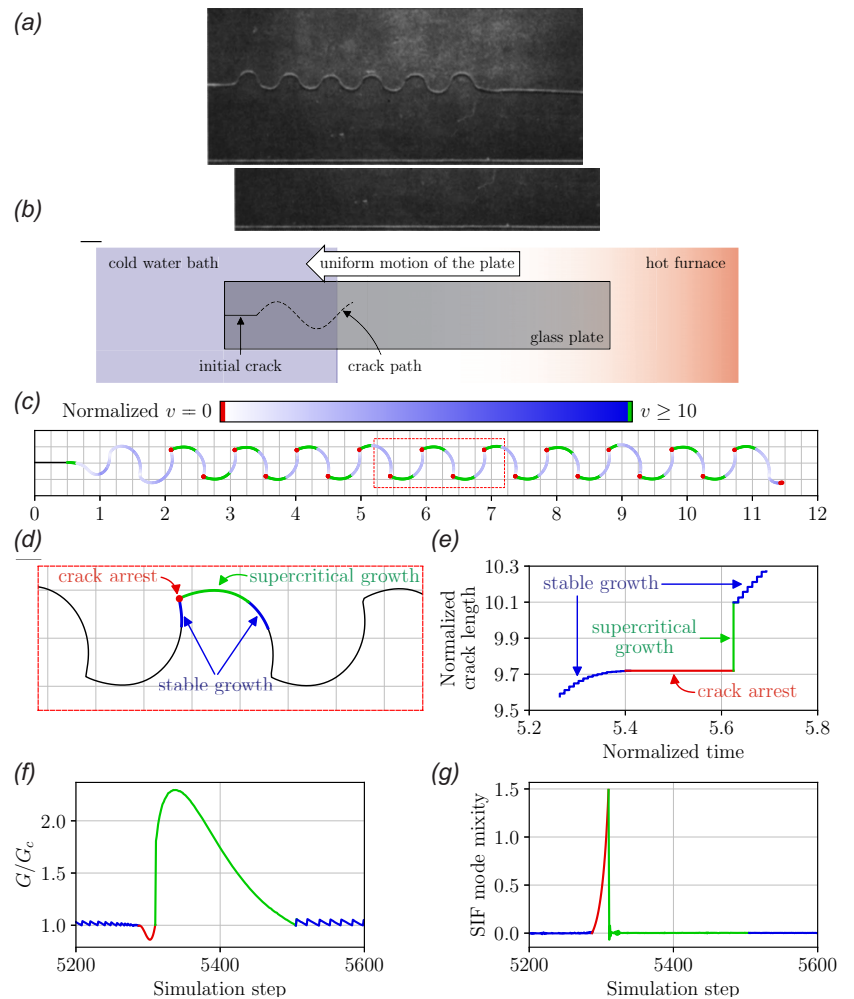 (a)
(b)
cold water bath
uniform motion of the plate
hot furnace
glass plate
initial crack
crack path
(c)
Normalized v = 0
v ≥ 10
0 1 2 3 4 5 6 7 8 9 10 11 12
(d)
crack arrest
supercritical growth
stable growth
(e)
Normalized
crack length
10.3
10.1
9.9
9.7
9.5
stable growth
supercritical
growth
crack arrest
5.2 5.4 5.6 5.8
Normalized time
(f)
G/G_c
2.0
1.5
1.0
5200 5400 5600
Simulation step
(g)
SIF mode mixity
1.5
1.0
0.5
0.0
5200 5400 5600
Simulation step